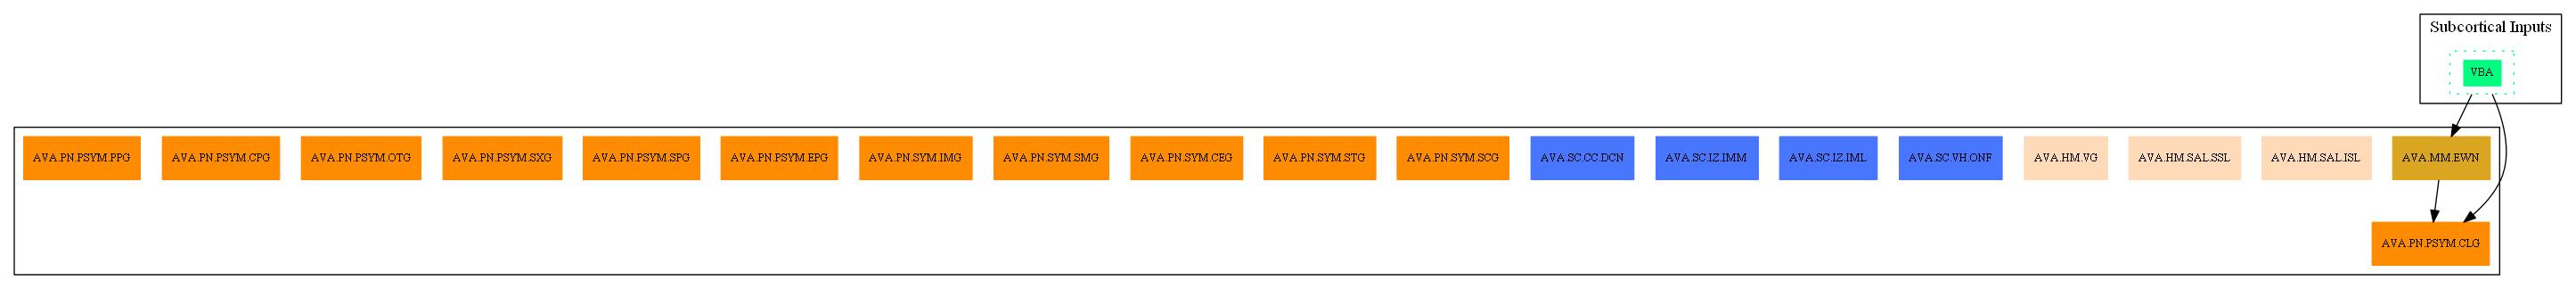 Subcortical Inputs
VBA
AVA.PN.PSYM.PPG
AVA.PN.PSYM.CPG
AVA.PN.PSYM.OTG
AVA.PN.PSYM.SXG
AVA.PN.PSYM.SPG
AVA.PN.PSYM.EPG
AVA.PN.SYM.IMG
AVA.PN.SYM.SMG
AVA.PN.SYM.CEG
AVA.PN.SYM.STG
AVA.PN.SYM.SCG
AVA.SC.CC.DCN
AVA.SC.IZ.IMM
AVA.SC.IZ.IML
AVA.SC.VH.ONF
AVA.HM.VG
AVA.HM.SAL.SSL
AVA.HM.SAL.ISL
AVA.MM.EWN
AVA.PN.PSYM.CLG